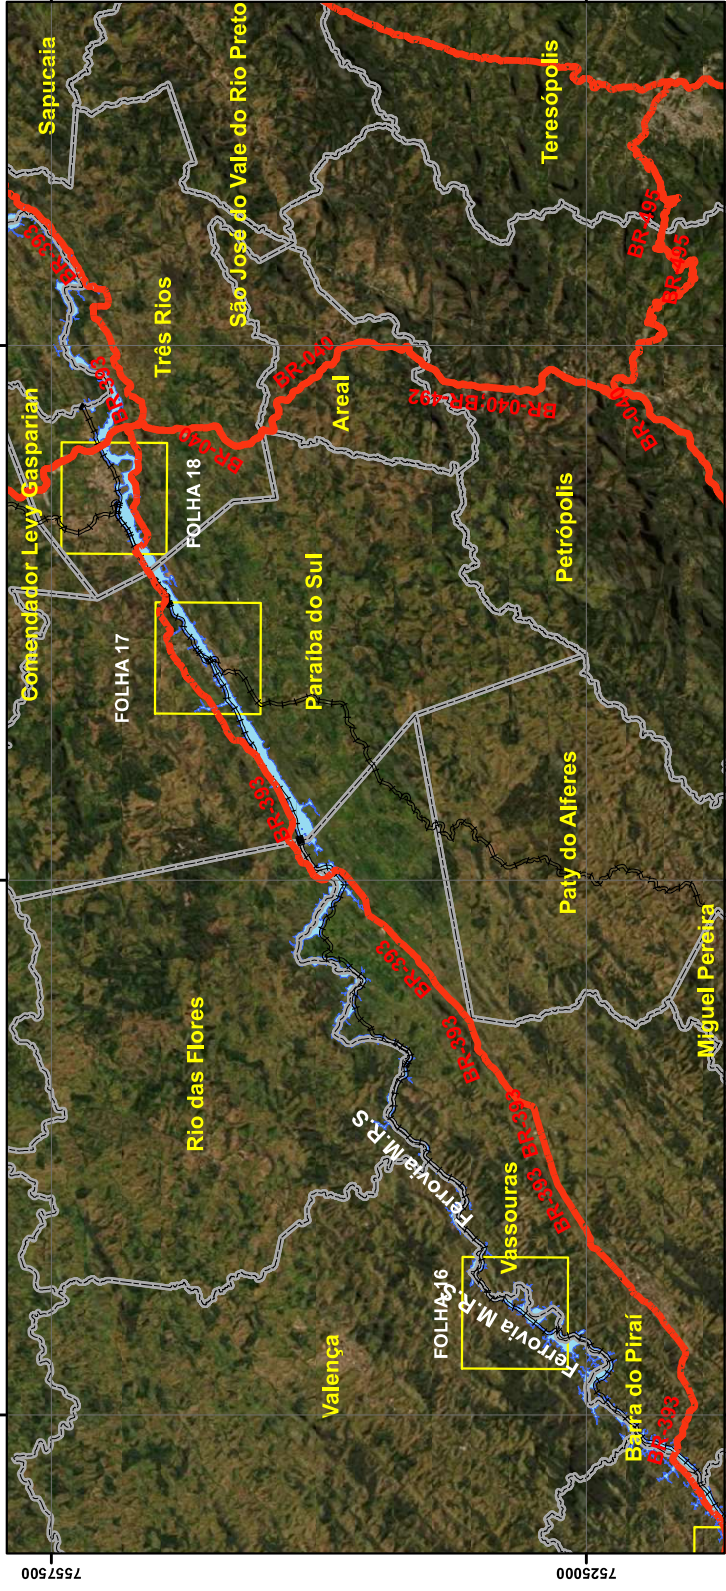 Sapucaia
São José do Vale do Rio Preto
Teresópolis
BR-393
BR-495
BR-495
Três Rios
BR-393
BR-040
Areal
BR-040;BR-492
BR-040
BR-040
Comendador Levy Gasparian
FOLHA 18
Petrópolis
FOLHA 17
Paraíba do Sul
BR-393
Paty do Alferes
BR-393
Miguel Pereira
Rio das Flores
BR-393
BR-393
BR-393
Ferrovia M.R.S
Vassouras
FOLHA 16
Ferrovia M.R.S
Valença
Barra do Piraí
BR-393
7557500
7525000